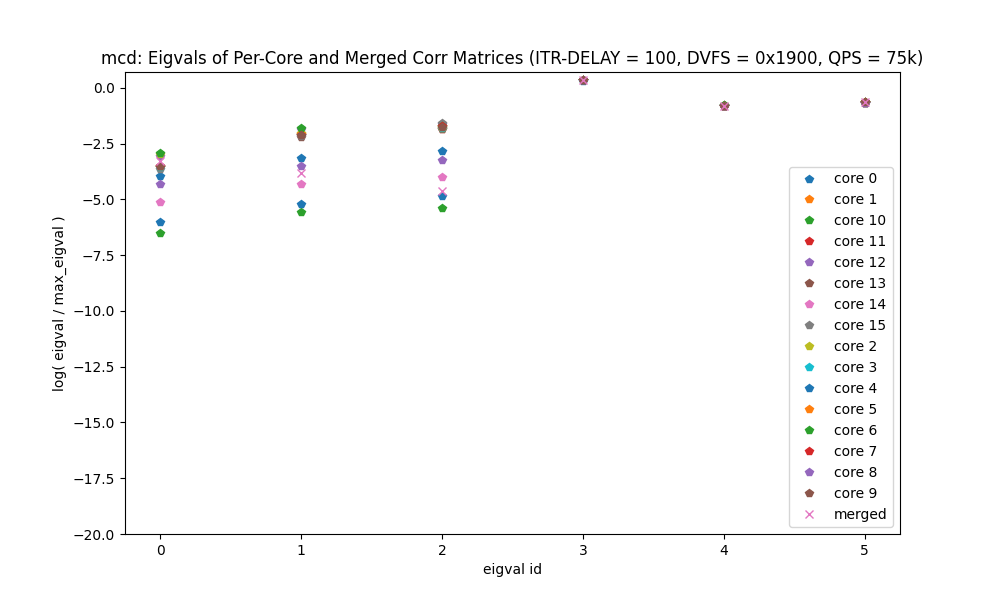 mcd: Eigvals of Per-Core and Merged Corr Matrices (ITR-DELAY = 100, DVFS = 0x1900, QPS = 75k)
0.0
−2.5
−5.0
−7.5
−10.0
−12.5
−15.0
−17.5
−20.0
log( eigval / max_eigval )
core 0
core 1
core 10
core 11
core 12
core 13
core 14
core 15
core 2
core 3
core 4
core 5
core 6
core 7
core 8
core 9
merged
0 1 2 3 4 5
eigval id